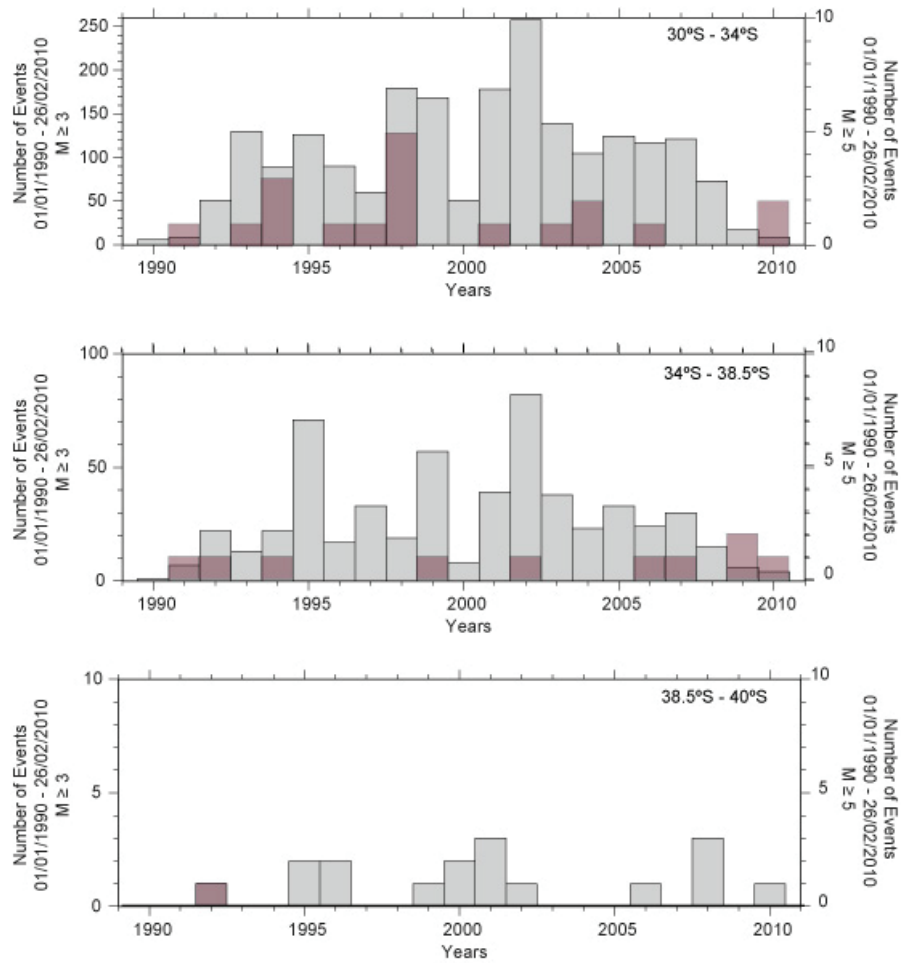 Number of Events
01/01/1990 - 26/02/2010
M ≥ 3
250
200
150
100
50
0
30ºS - 34ºS
10
5
0
Number of Events
01/01/1990 - 26/02/2010
M ≥ 5
1990 1995 2000 2005 2010
Years
Number of Events
01/01/1990 - 26/02/2010
M ≥ 3
100
50
0
34ºS - 38.5ºS
10
5
0
Number of Events
01/01/1990 - 26/02/2010
M ≥ 5
1990 1995 2000 2005 2010
Years
Number of Events
01/01/1990 - 26/02/2010
M ≥ 3
10
5
0
38.5ºS - 40ºS
10
5
0
Number of Events
01/01/1990 - 26/02/2010
M ≥ 5
1990 1995 2000 2005 2010
Years